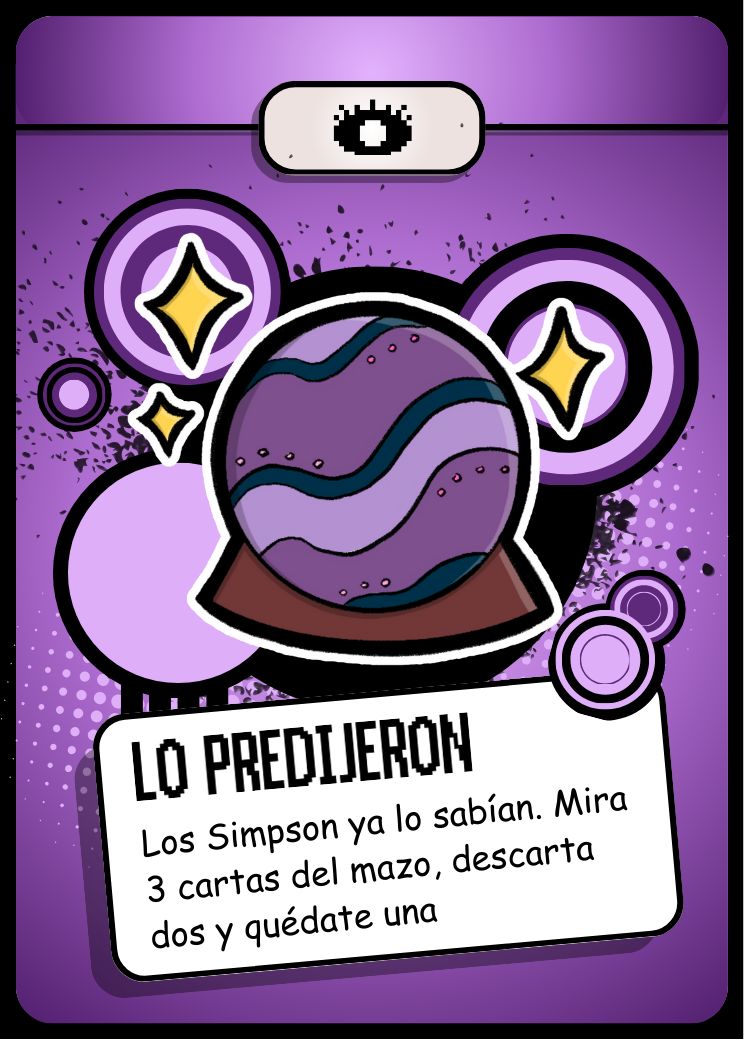 LO PREDIJERON
Los Simpson ya lo sabían. Mira
3 cartas del mazo, descarta
dos y quédate una